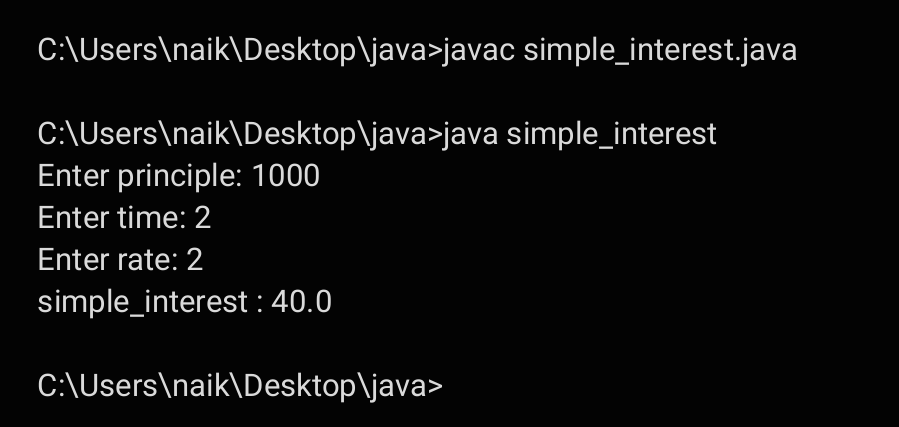 C:\Users\naik\Desktop\java>javac simple_interest.java
C:\Users\naik\Desktop\java>java simple_interest
Enter principle: 1000
Enter time: 2
Enter rate: 2
simple_interest : 40.0
C:\Users\naik\Desktop\java>